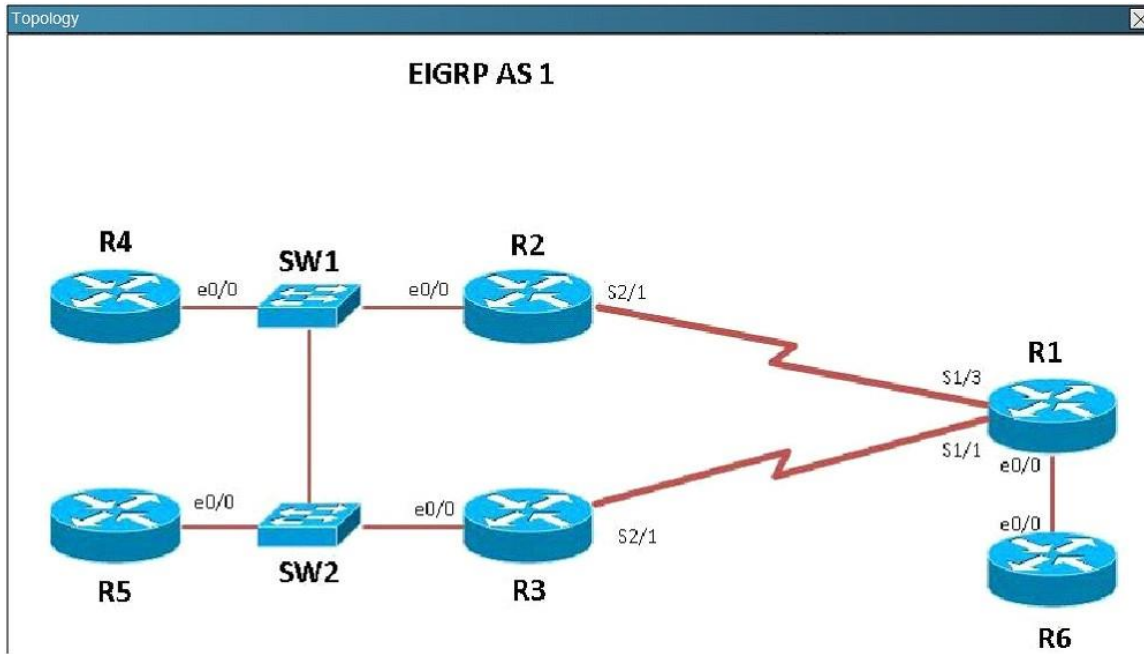 Topology
EIGRP AS 1
R4
SW1
R2
e0/0
e0/0
S2/1
R1
S1/3
S1/1
e0/0
e0/0
e0/0
S2/1
e0/0
R5
SW2
R3
R6